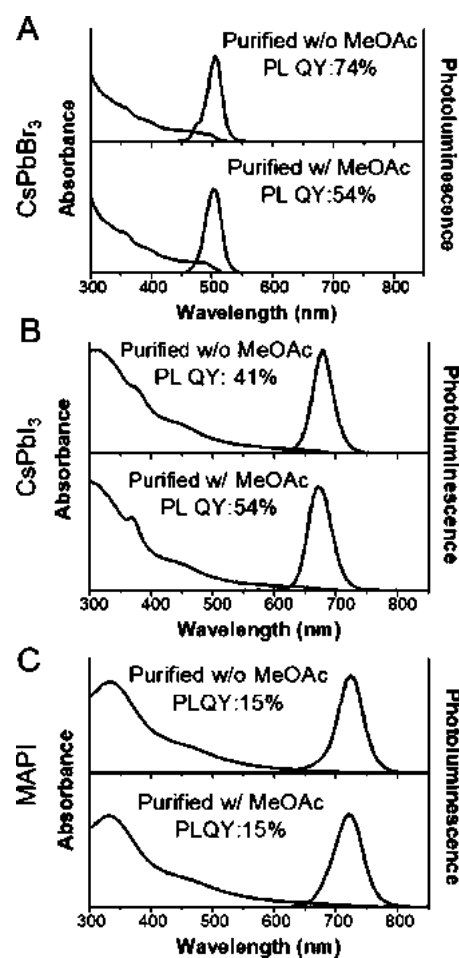 A
CsPbBr3
Absorbance
Photoluminescence
Purified w/o MeOAc
PL QY:74%
Purified w/ MeOAc
PL QY:54%
300 400 500 600 700 800
Wavelength (nm)
B
CsPbI3
Absorbance
Photoluminescence
Purified w/o MeOAc
PL QY: 41%
Purified w/ MeOAc
PL QY:54%
300 400 500 600 700 800
Wavelength (nm)
C
MAPI
Absorbance
Photoluminescence
Purified w/o MeOAc
PLQY:15%
Purified w/ MeOAc
PLQY:15%
300 400 500 600 700 800
Wavelength (nm)